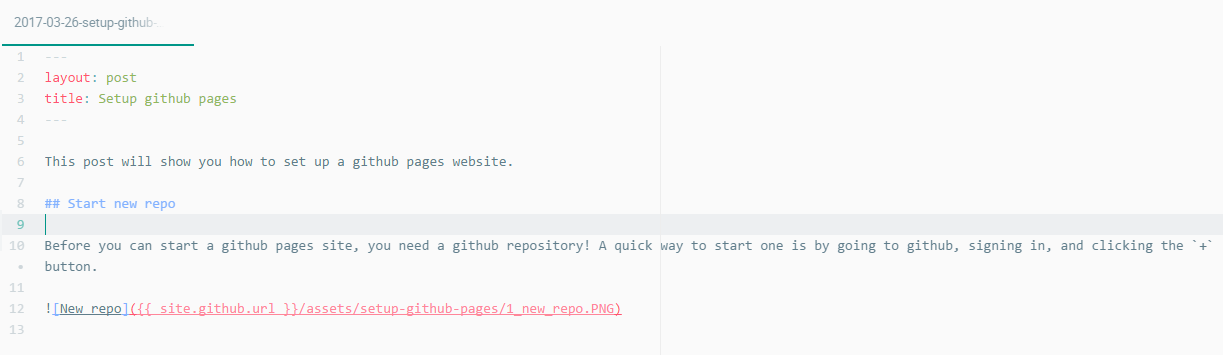 2017-03-26-setup-github-
1 ---
2 layout: post
3 title: Setup github pages
4 ---
5
6 This post will show you how to set up a github pages website.
7
8 ## Start new repo
9
10 Before you can start a github pages site, you need a github repository! A quick way to start one is by going to github, signing in, and clicking the `+`
• button.
11
12 ![New repo]({{ site.github.url }}/assets/setup-github-pages/1_new_repo.PNG)
13